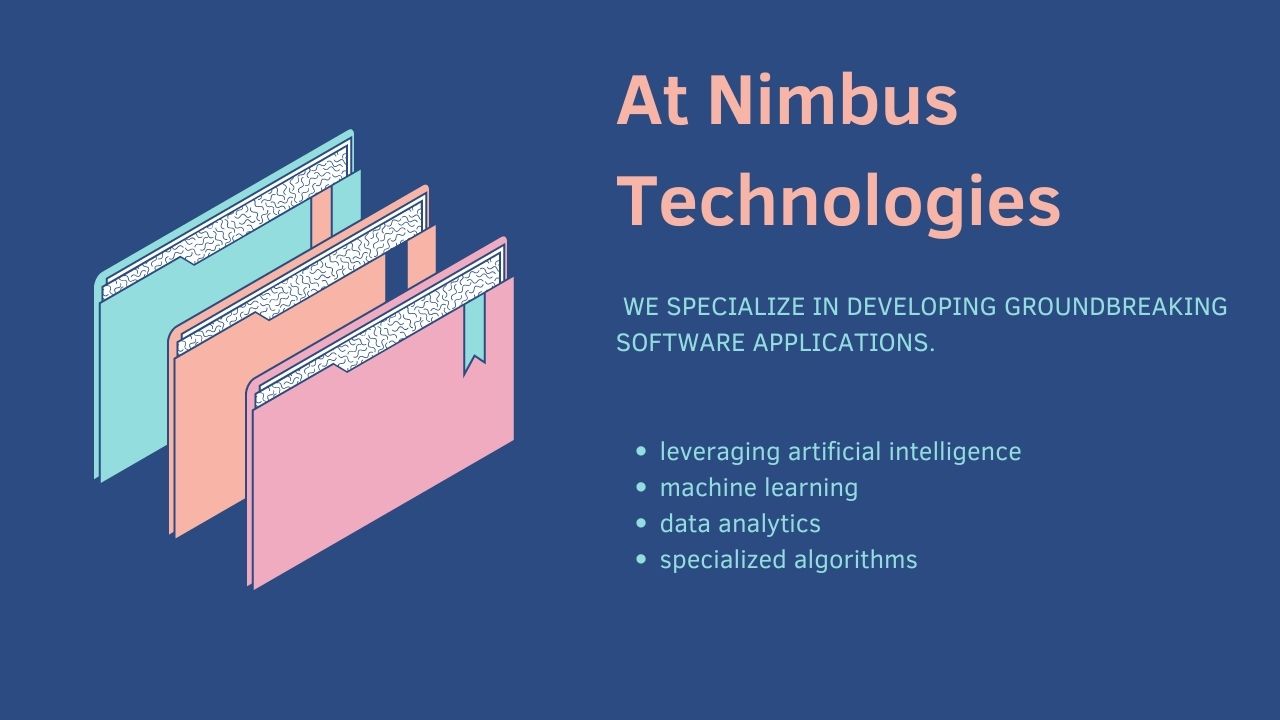 At Nimbus
Technologies
WE SPECIALIZE IN DEVELOPING GROUNDBREAKING
SOFTWARE APPLICATIONS.
• leveraging artificial intelligence
• machine learning
• data analytics
• specialized algorithms